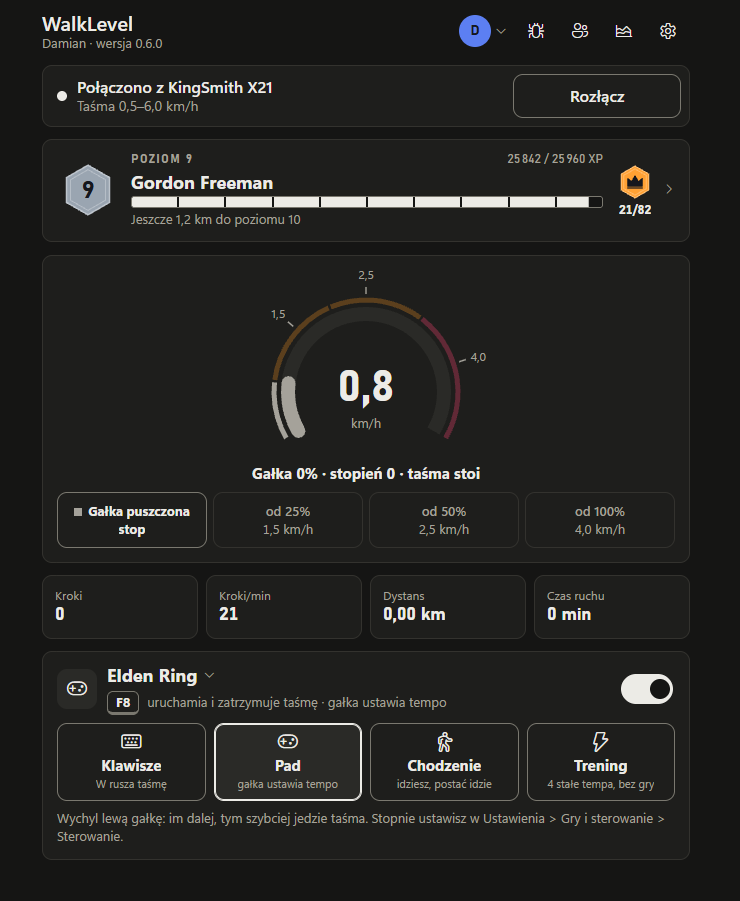 WalkLevel
Damian · wersja 0.6.0
D
Połączono z KingSmith X21
Taśma 0,5–6,0 km/h
Rozłącz
POZIOM 9
25 842 / 25 960 XP
9
Gordon Freeman
21/82
Jeszcze 1,2 km do poziomu 10
2,5
1,5
4,0
0,8
km/h
Gałka 0% · stopień 0 · taśma stoi
Gałka puszczona
stop
od 25%
1,5 km/h
od 50%
2,5 km/h
od 100%
4,0 km/h
Kroki
0
Kroki/min
21
Dystans
0,00 km
Czas ruchu
0 min
Elden Ring
F8 uruchamia i zatrzymuje taśmę · gałka ustawia tempo
Klawisze
W rusza taśmę
Pad
gałka ustawia tempo
Chodzenie
idziesz, postać idzie
Trening
4 stałe tempa, bez gry
Wychyl lewą gałkę: im dalej, tym szybciej jedzie taśma. Stopnie ustawisz w Ustawienia > Gry i sterowanie >
Sterowanie.